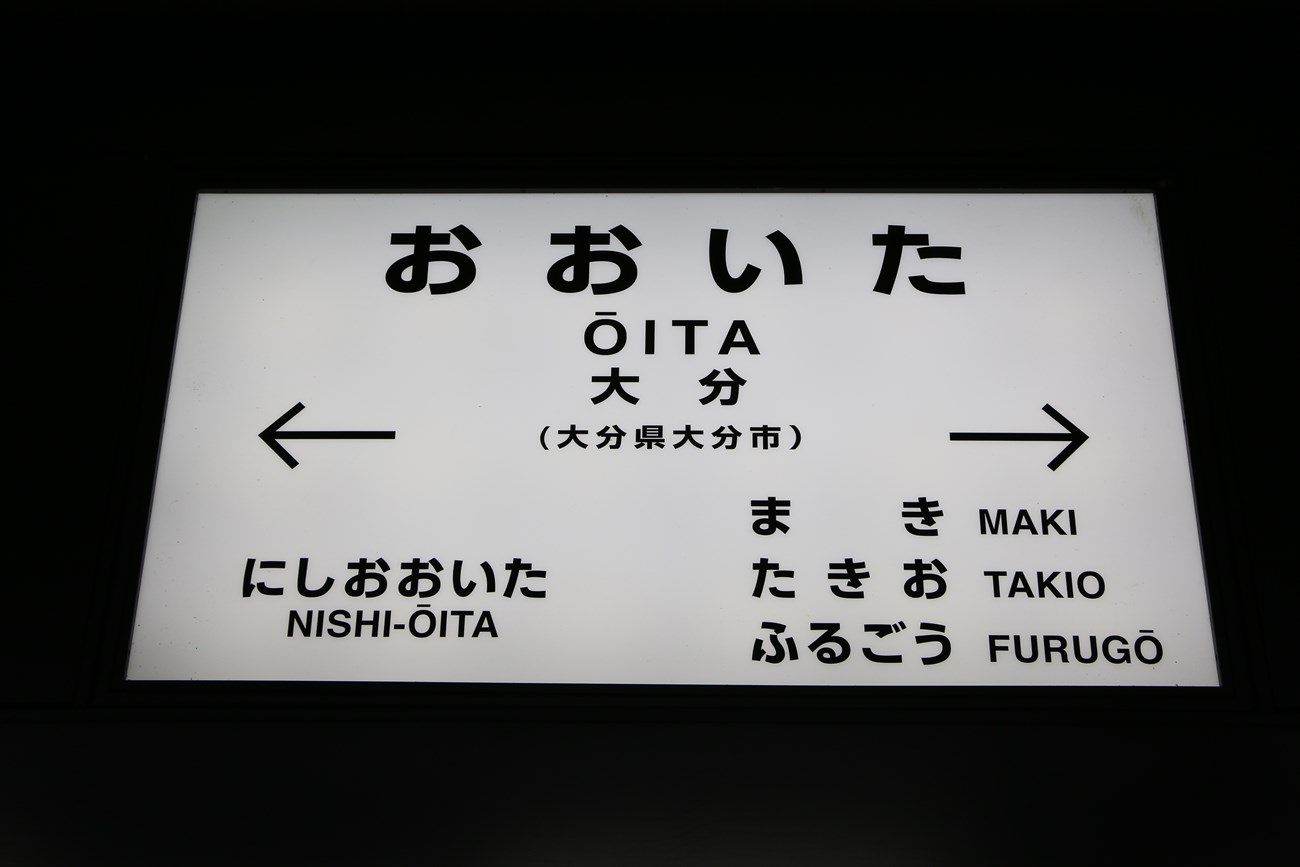 おおいた
ŌITA
大分
(大分県大分市)
← →
にしおおいた
NISHI-ŌITA
まき MAKI
たきお TAKIO
ふるごう FURUGŌ